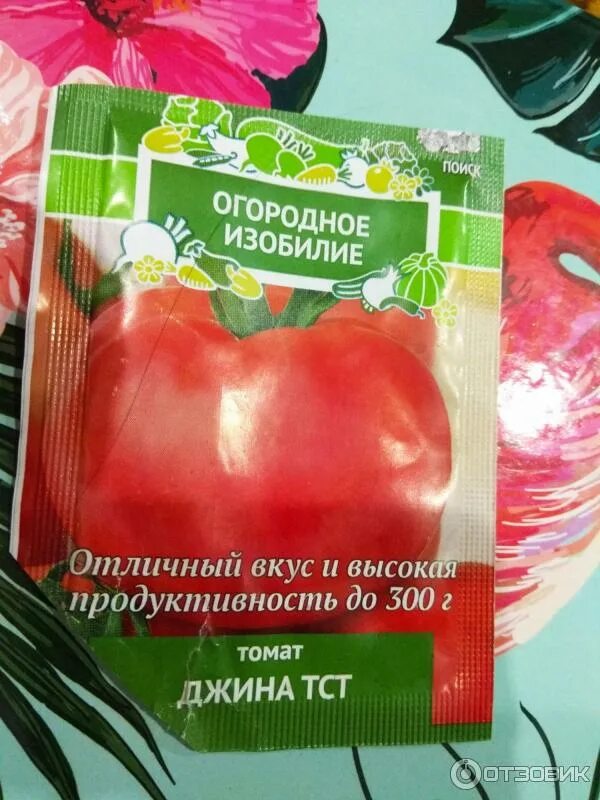 ПОИСК
ОГОРОДНОЕ
ИЗОБИЛИЕ
Отличный вкус и высокая
продуктивность до 300 г
томат
ДЖИНА ТСТ
ОТЗОВИК